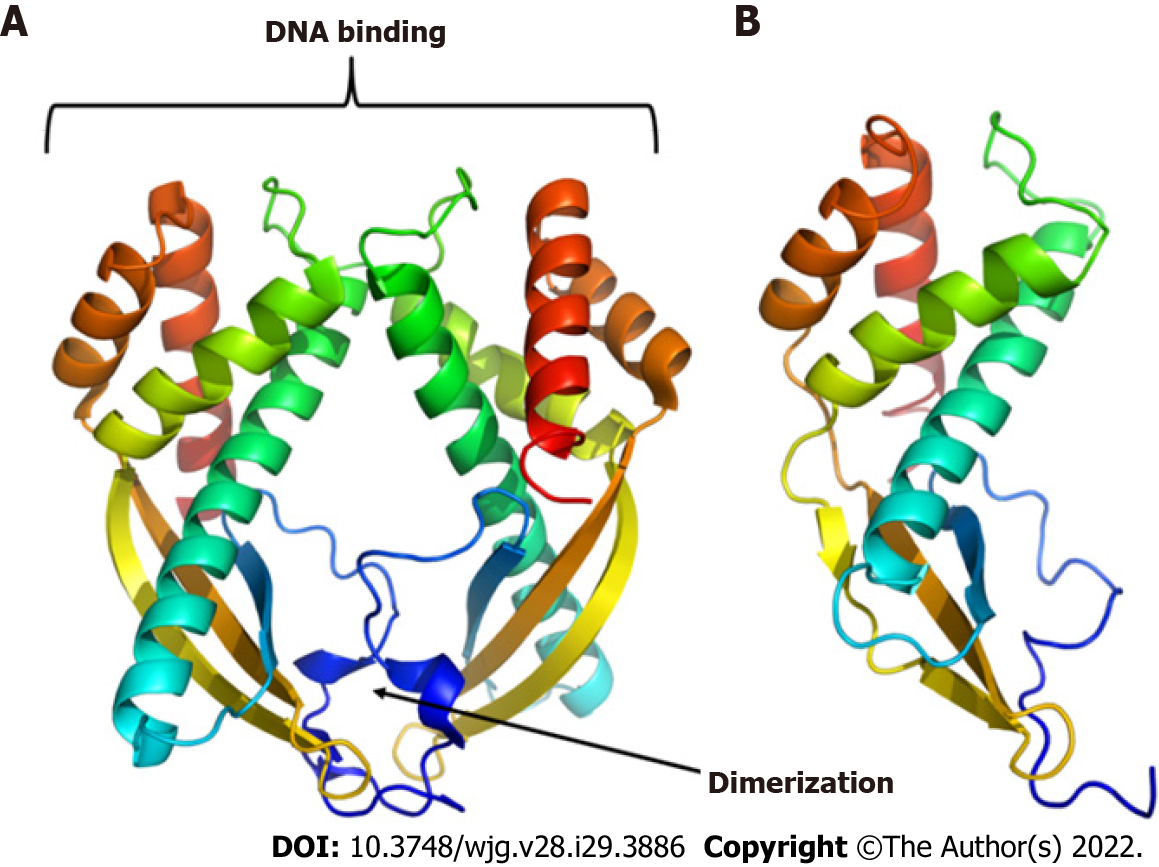 A
B
DNA binding
Dimerization
DOI: 10.3748/wjg.v28.i29.3886 Copyright ©The Author(s) 2022.